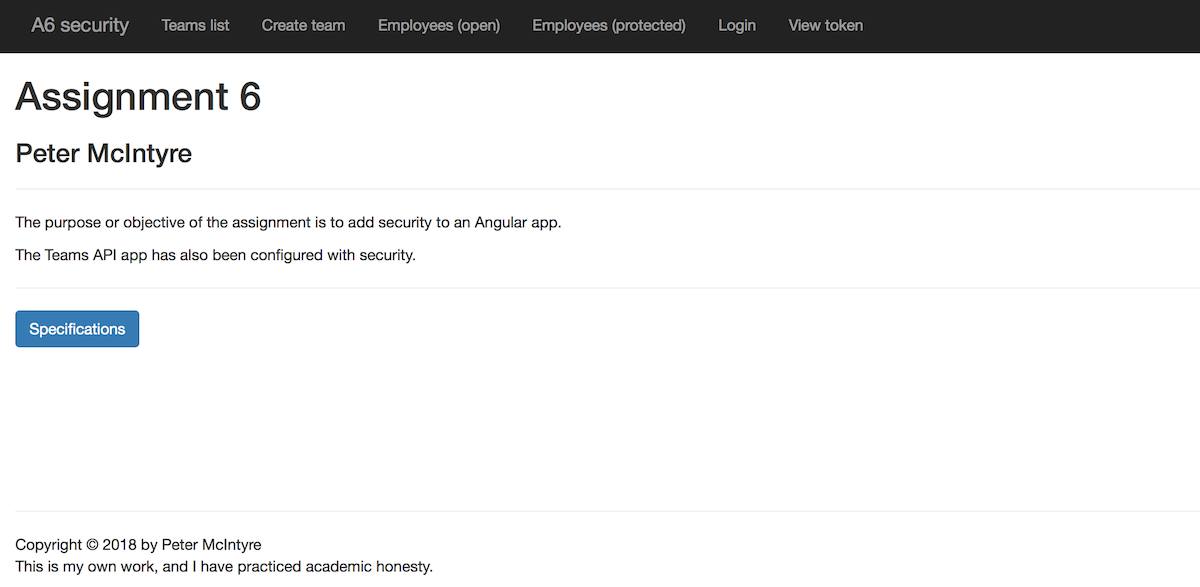 A6 security Teams list Create team Employees (open) Employees (protected) Login View token
Assignment 6
Peter McIntyre
The purpose or objective of the assignment is to add security to an Angular app.
The Teams API app has also been configured with security.
Specifications
Copyright © 2018 by Peter McIntyre
This is my own work, and I have practiced academic honesty.